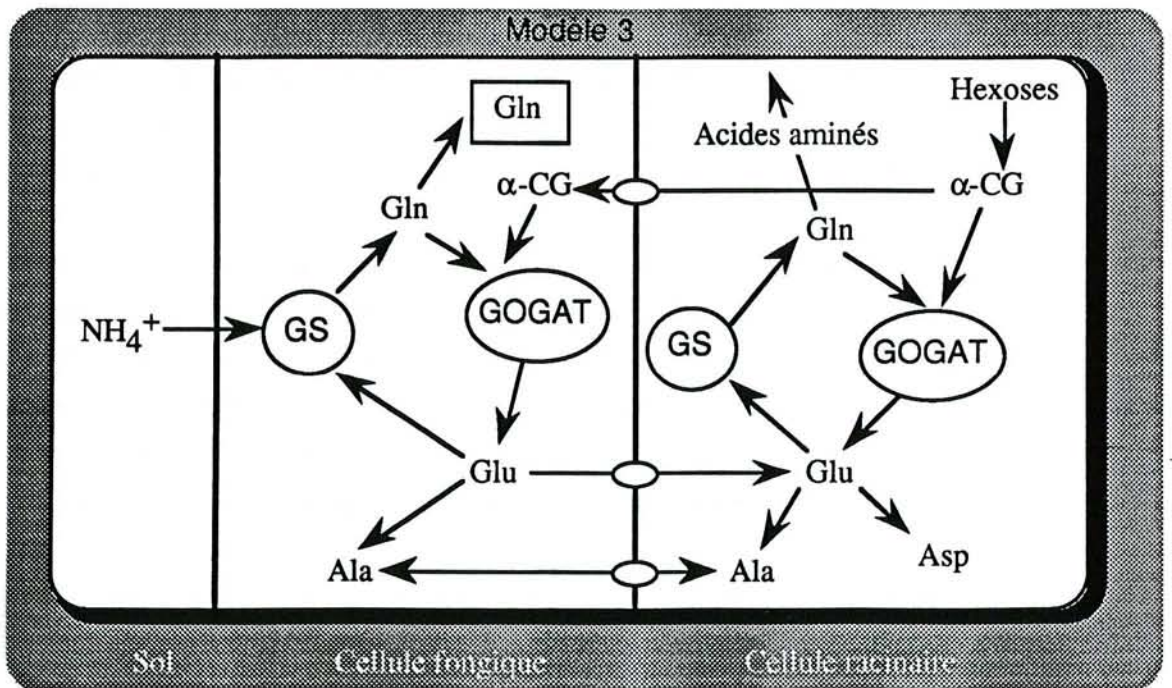 Modèle 3
Hexoses
Gln
Acides aminés
α-CG
α-CG
Gln
Gln
NH4+
GS
GOGAT
GS
GOGAT
Glu
Glu
Ala
Ala
Asp
Sol
Cellule fongique
Cellule racinaire